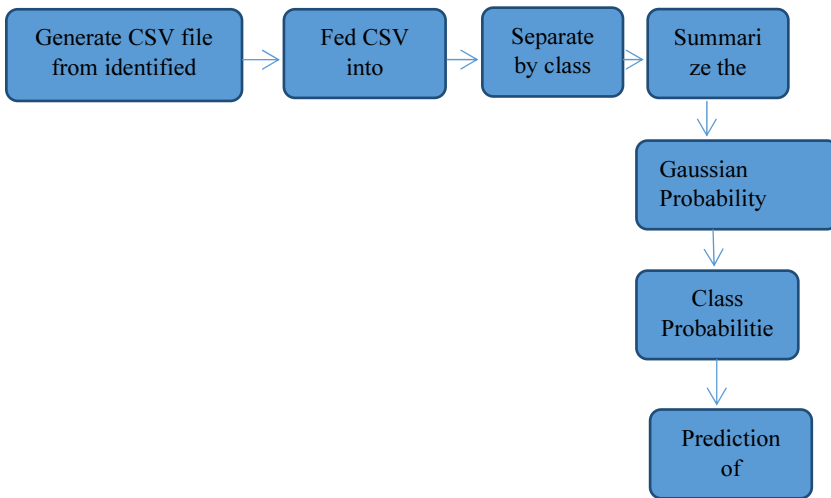 Generate CSV file
from identified
Fed CSV
into
Separate
by class
Summari
ze the
Gaussian
Probability
Class
Probabilitie
Prediction
of